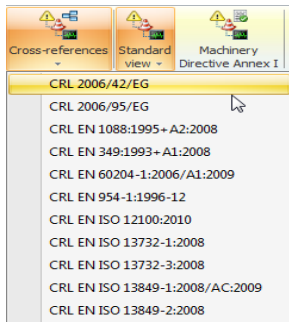 Cross-references
Standard view
Machinery Directive Annex I
CRL 2006/42/EG
CRL 2006/95/EG
CRL EN 1088:1995+A2:2008
CRL EN 349:1993+A1:2008
CRL EN 60204-1:2006/A1:2009
CRL EN 954-1:1996-12
CRL EN ISO 12100:2010
CRL EN ISO 13732-1:2008
CRL EN ISO 13732-3:2008
CRL EN ISO 13849-1:2008/AC:2009
CRL EN ISO 13849-2:2008